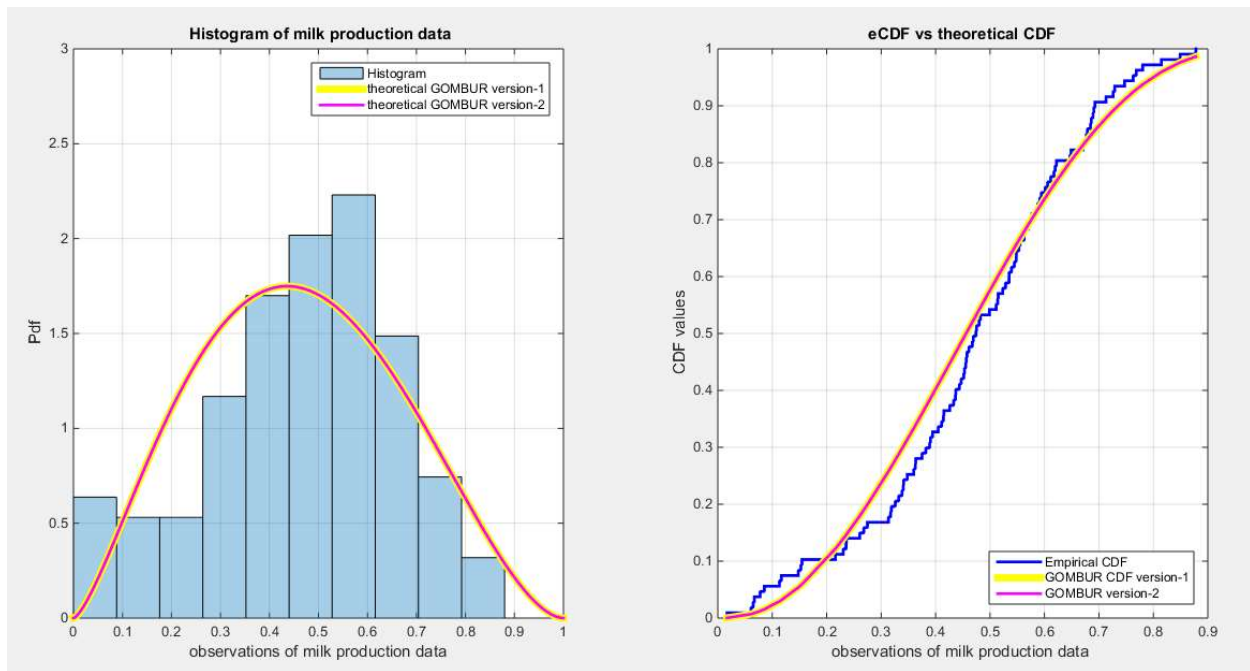 Histogram of milk production data
3
2.5
2
1.5
1
0.5
0
Pdf
Histogram
theoretical GOMBUR version-1
theoretical GOMBUR version-2
0 0.1 0.2 0.3 0.4 0.5 0.6 0.7 0.8 0.9 1
observations of milk production data
eCDF vs theoretical CDF
1
0.9
0.8
0.7
0.6
0.5
0.4
0.3
0.2
0.1
0
CDF values
Empirical CDF
GOMBUR CDF version-1
GOMBUR version-2
0 0.1 0.2 0.3 0.4 0.5 0.6 0.7 0.8 0.9
observations of milk production data